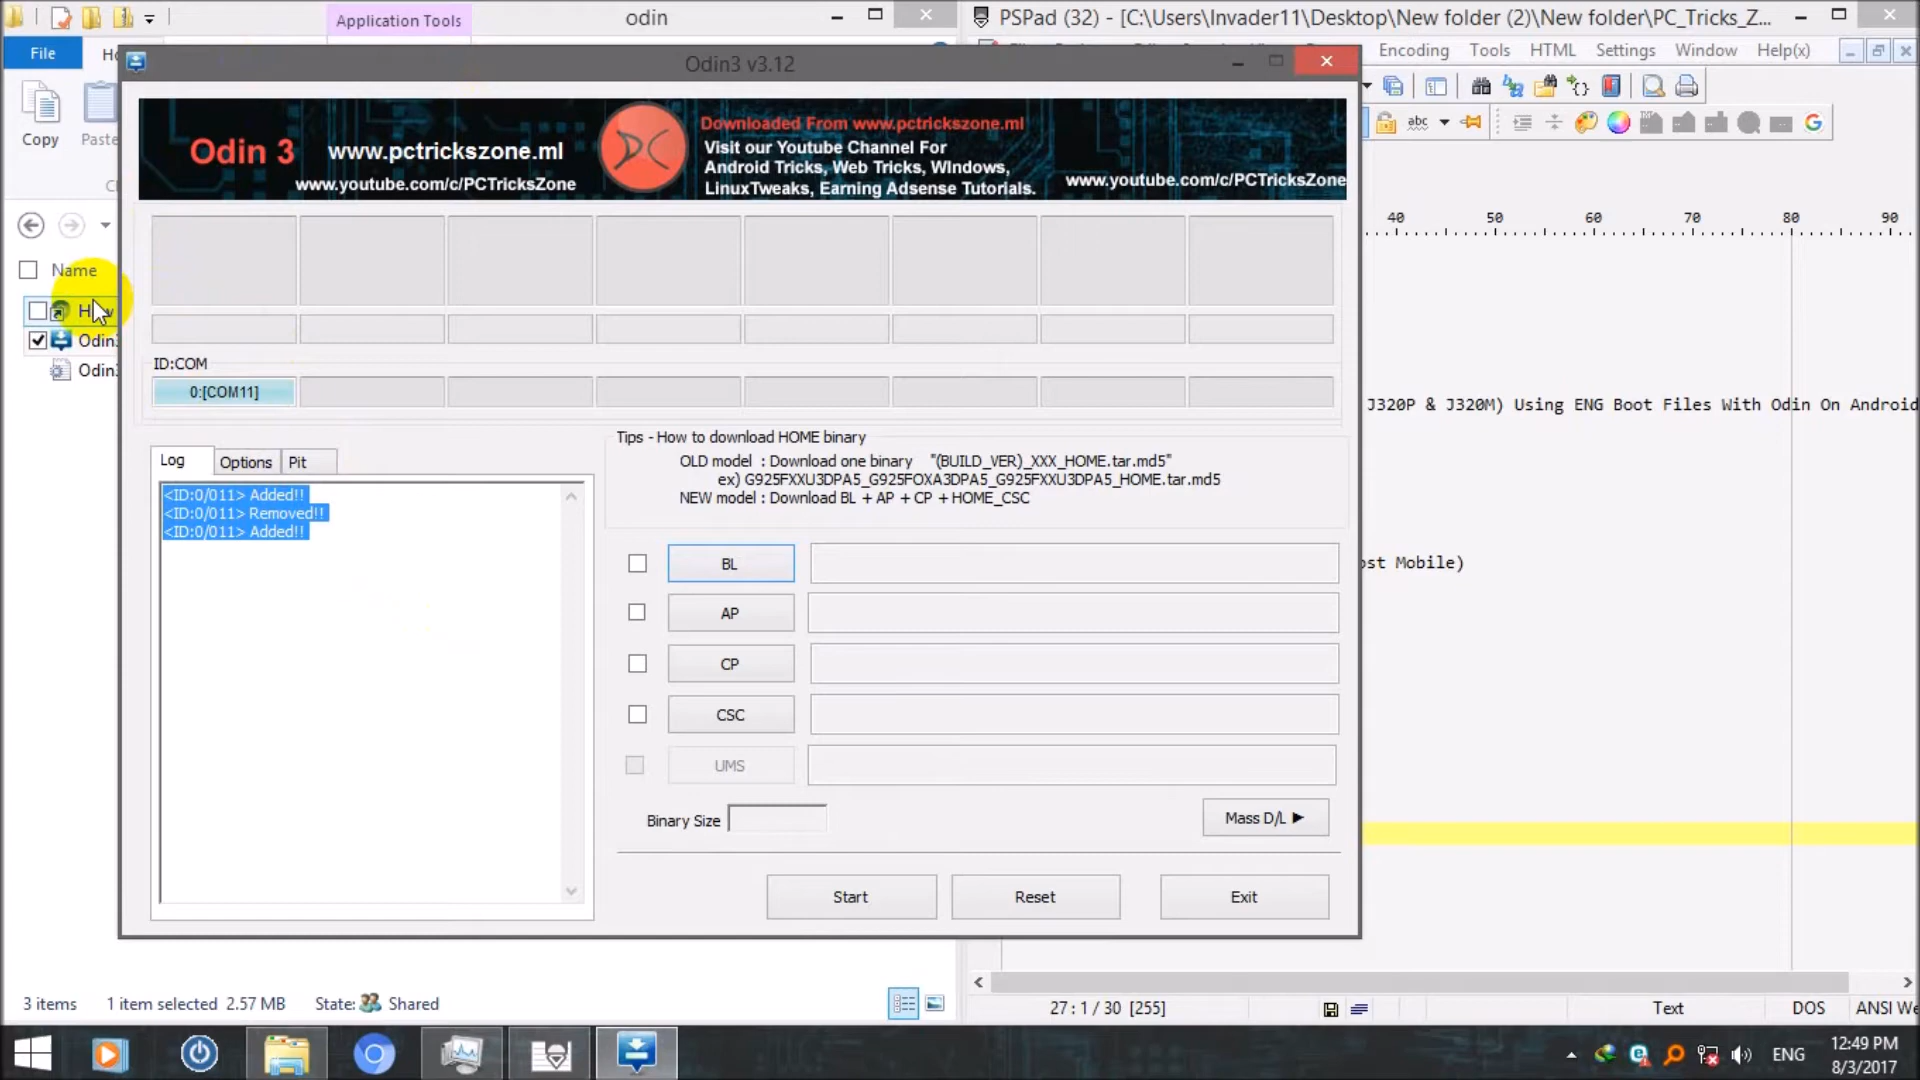 Application Tools
odin
PSPad (32) - [C:\Users\Invader11\Desktop\New folder (2)\New folder\PC_Tricks_Z...
File
Odin3 v3.12
Encoding
Tools
HTML
Settings
Window
Help(x)
Copy
Paste
Odin 3
www.pctrickszone.ml
www.youtube.com/c/PCTricksZone
Downloaded From www.pctrickszone.ml
Visit our Youtube Channel For
Android Tricks, Web Tricks, WIndows,
LinuxTweaks, Earning Adsense Tutorials.
www.youtube.com/c/PCTricksZone
abc
G
40 50 60 70 80 90
Name
Odin3
Odin3
ID:COM
0:[COM11]
J320P & J320M) Using ENG Boot Files With Odin On Android
Log
Options
Pit
<ID:0/011> Added!!
<ID:0/011> Removed!!
<ID:0/011> Added!!
Tips - How to download HOME binary
OLD model : Download one binary "(BUILD_VER)_XXX_HOME.tar.md5"
ex) G925FXXU3DPA5_G925FOXA3DPA5_G925FXXU3DPA5_HOME.tar.md5
NEW model : Download BL + AP + CP + HOME_CSC
BL
ost Mobile)
AP
CP
CSC
UMS
Binary Size
Mass D/L
Start
Reset
Exit
3 items
1 item selected 2.57 MB
State:
Shared
27 : 1 / 30 [255]
Text
DOS
ANSI We
ENG
12:49 PM
8/3/2017